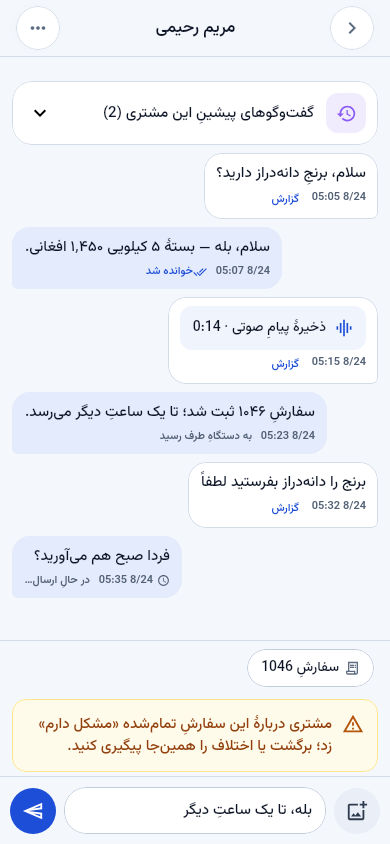 مریم رحیمی
گفت‌وگوهای پیشینِ این مشتری (2)
سلام، برنجِ دانه‌دراز دارید؟
8/24 05:05 گزارش
سلام، بله – بستهٔ ۵ کیلویی ۱٬۴۵۰ افغانی.
8/24 05:07 خوانده شد
ذخیرهٔ پیامِ صوتی · 0:14
8/24 05:15 گزارش
سفارشِ ۱۰۴۶ ثبت شد؛ تا یک ساعتِ دیگر می‌رسد.
8/24 05:23 به دستگاهِ طرف رسید
برنج را دانه‌دراز بفرستید لطفاً
8/24 05:32 گزارش
فردا صبح هم می‌آورید؟
8/24 05:35 در حالِ ارسال…
سفارشِ 1046
مشتری دربارهٔ این سفارشِ تمام‌شده «مشکل دارم»
زد؛ برگشت یا اختلاف را همین‌جا پیگیری کنید.
بله، تا یک ساعتِ دیگر